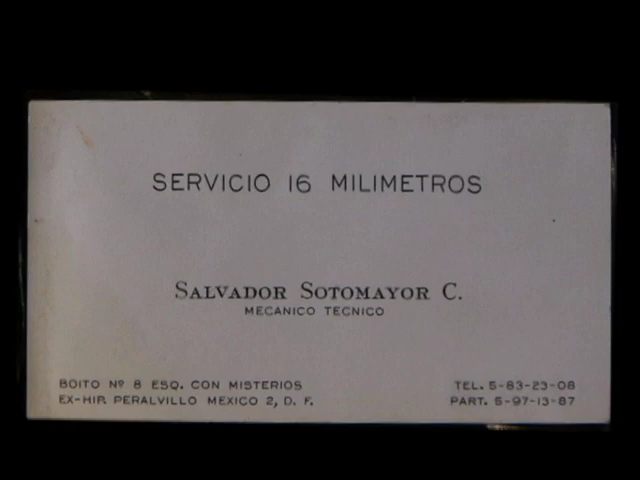 SERVICIO 16 MILIMETROS
SALVADOR SOTOMAYOR C.
MECANICO TECNICO
BOITO Nº 8 ESQ. CON MISTERIOS
EX-HIP. PERALVILLO MEXICO 2, D. F.
TEL. 5-83-23-08
PART. 5-97-13-87